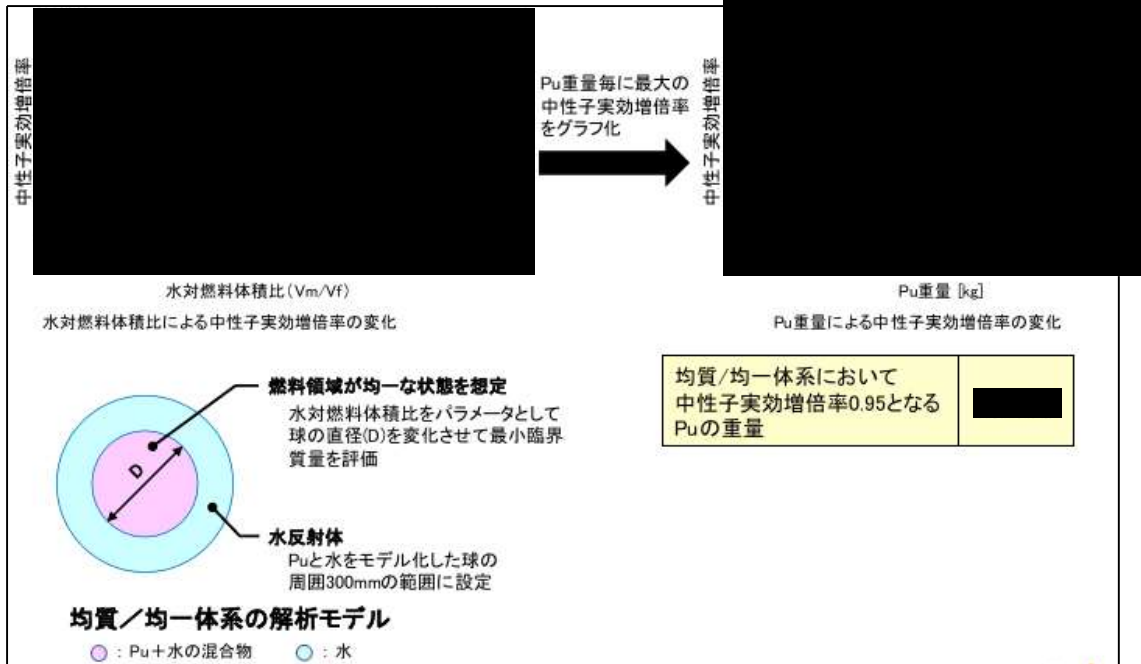 中性子実効増倍率
Pu重量毎に最大の
中性子実効増倍率
をグラフ化
中性子実効増倍率
水対燃料体積比(Vm/Vf)
水対燃料体積比による中性子実効増倍率の変化
Pu重量 [kg]
Pu重量による中性子実効増倍率の変化
均質/均一体系において
中性子実効増倍率0.95となる
Puの重量
燃料領域が均一な状態を想定
水対燃料体積比をパラメータとして
球の直径(D)を変化させて最小臨界
質量を評価
D
水反射体
Puと水をモデル化した球の
周囲300mmの範囲に設定
均質／均一体系の解析モデル
：Pu＋水の混合物　：水